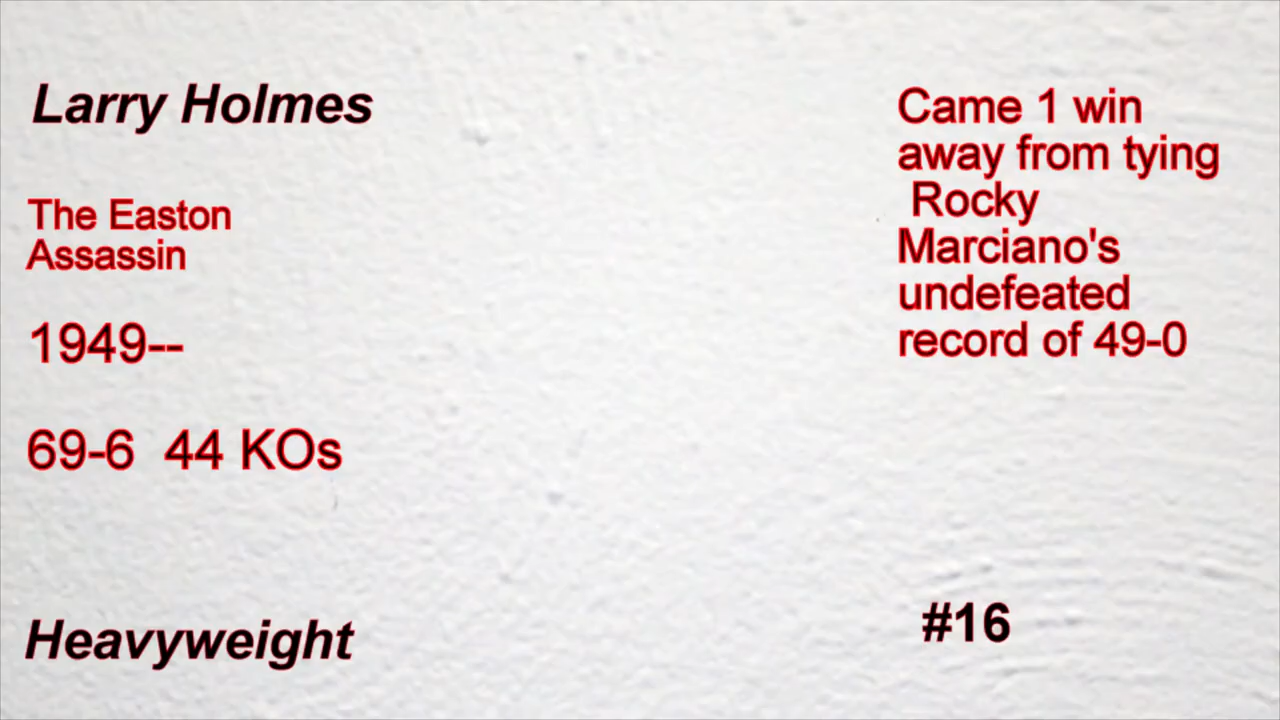 Larry Holmes
The Easton
Assassin
1949--
69-6  44 KOs
Heavyweight
Came 1 win
away from tying
Rocky
Marciano's
undefeated
record of 49-0
#16